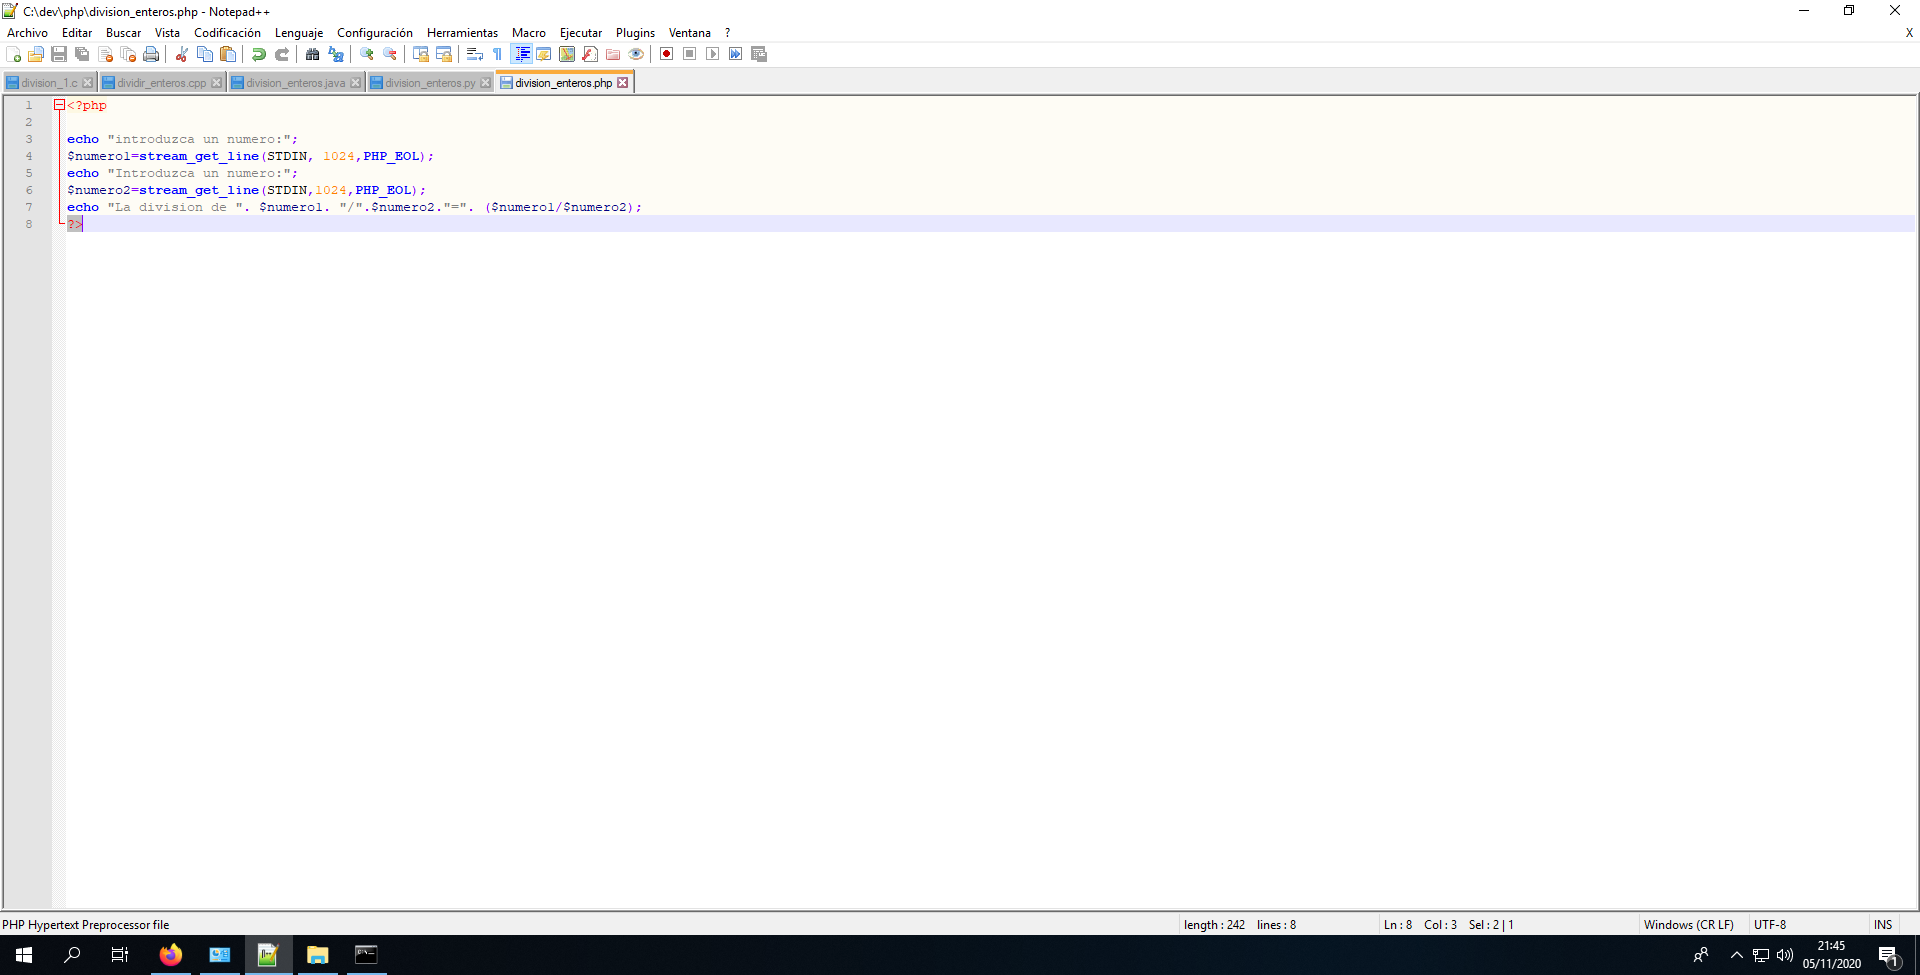 C:\dev\php\division_enteros.php - Notepad++
Archivo Editar Buscar Vista Codificación Lenguaje Configuración Herramientas Macro Ejecutar Plugins Ventana ? X
division_1.c dividir_enteros.cpp division_enteros.java division_enteros.py division_enteros.php
1 <?php
2
3 echo "introduzca un numero:";
4 $numero1=stream_get_line(STDIN, 1024,PHP_EOL);
5 echo "Introduzca un numero:";
6 $numero2=stream_get_line(STDIN,1024,PHP_EOL);
7 echo "La division de ". $numero1. "/".$numero2."=". ($numero1/$numero2);
8 ?>
PHP Hypertext Preprocessor file length : 242 lines : 8 Ln : 8 Col : 3 Sel : 2 | 1 Windows (CR LF) UTF-8 INS
21:45
05/11/2020
1